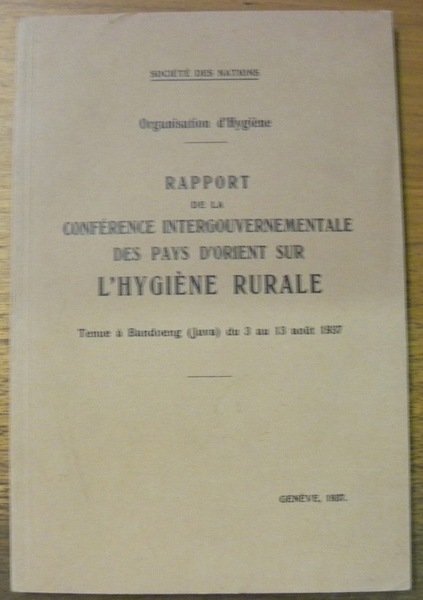 SOCIÉTÉ DES NATIONS
Organisation d'Hygiène
RAPPORT
DE LA
CONFÉRENCE INTERGOUVERNEMENTALE
DES PAYS D'ORIENT SUR
L'HYGIÈNE RURALE
Tenue à Bandoeng (Java) du 3 au 13 août 1937
GENÈVE, 1937.